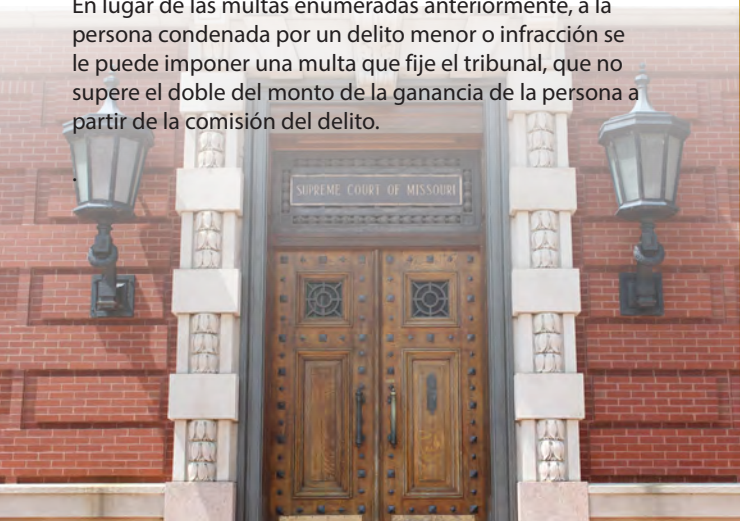 En lugar de las multas enumeradas anteriormente, a la
persona condenada por un delito menor o infracción se
le puede imponer una multa que fije el tribunal, que no
supere el doble del monto de la ganancia de la persona a
partir de la comisión del delito.
.
SUPREME COURT OF MISSOURI